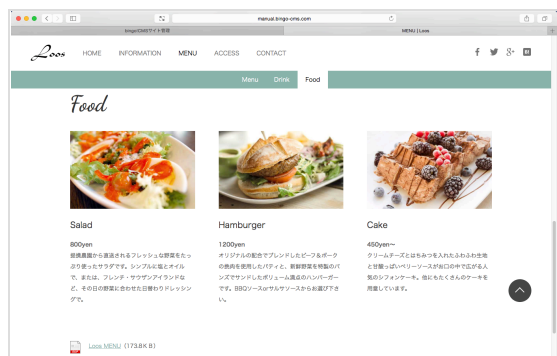 manual.bingo-cms.com
bingo!CMSサイト管理
MENU | Loos
Loos HOME INFORMATION MENU ACCESS CONTACT
Menu Drink Food
Food
Salad
800yen
提携農園から直送されるフレッシュな野菜をたっ
ぷり使ったサラダです。シンプルに塩とオイル
で、または、フレンチ・サウザンアイランドな
ど、その日の野菜に合わせた日替わりドレッシン
グで。
Hamburger
1200yen
オリジナルの配合でブレンドしたビーフ&ポーク
の挽肉を使用したパティと、新鮮野菜を特製のバ
ンズでサンドしたボリューム満点のハンバーガー
です。BBQソースorサルサソースからお選び下さ
い。
Cake
450yen〜
クリームチーズとはちみつを入れたふわふわ生地
と甘酸っぱいベリーソースがお口の中で広がる人
気のシフォンケーキ。他にもたくさんのケーキを
用意しています。
Loos MENU (173.8K B)